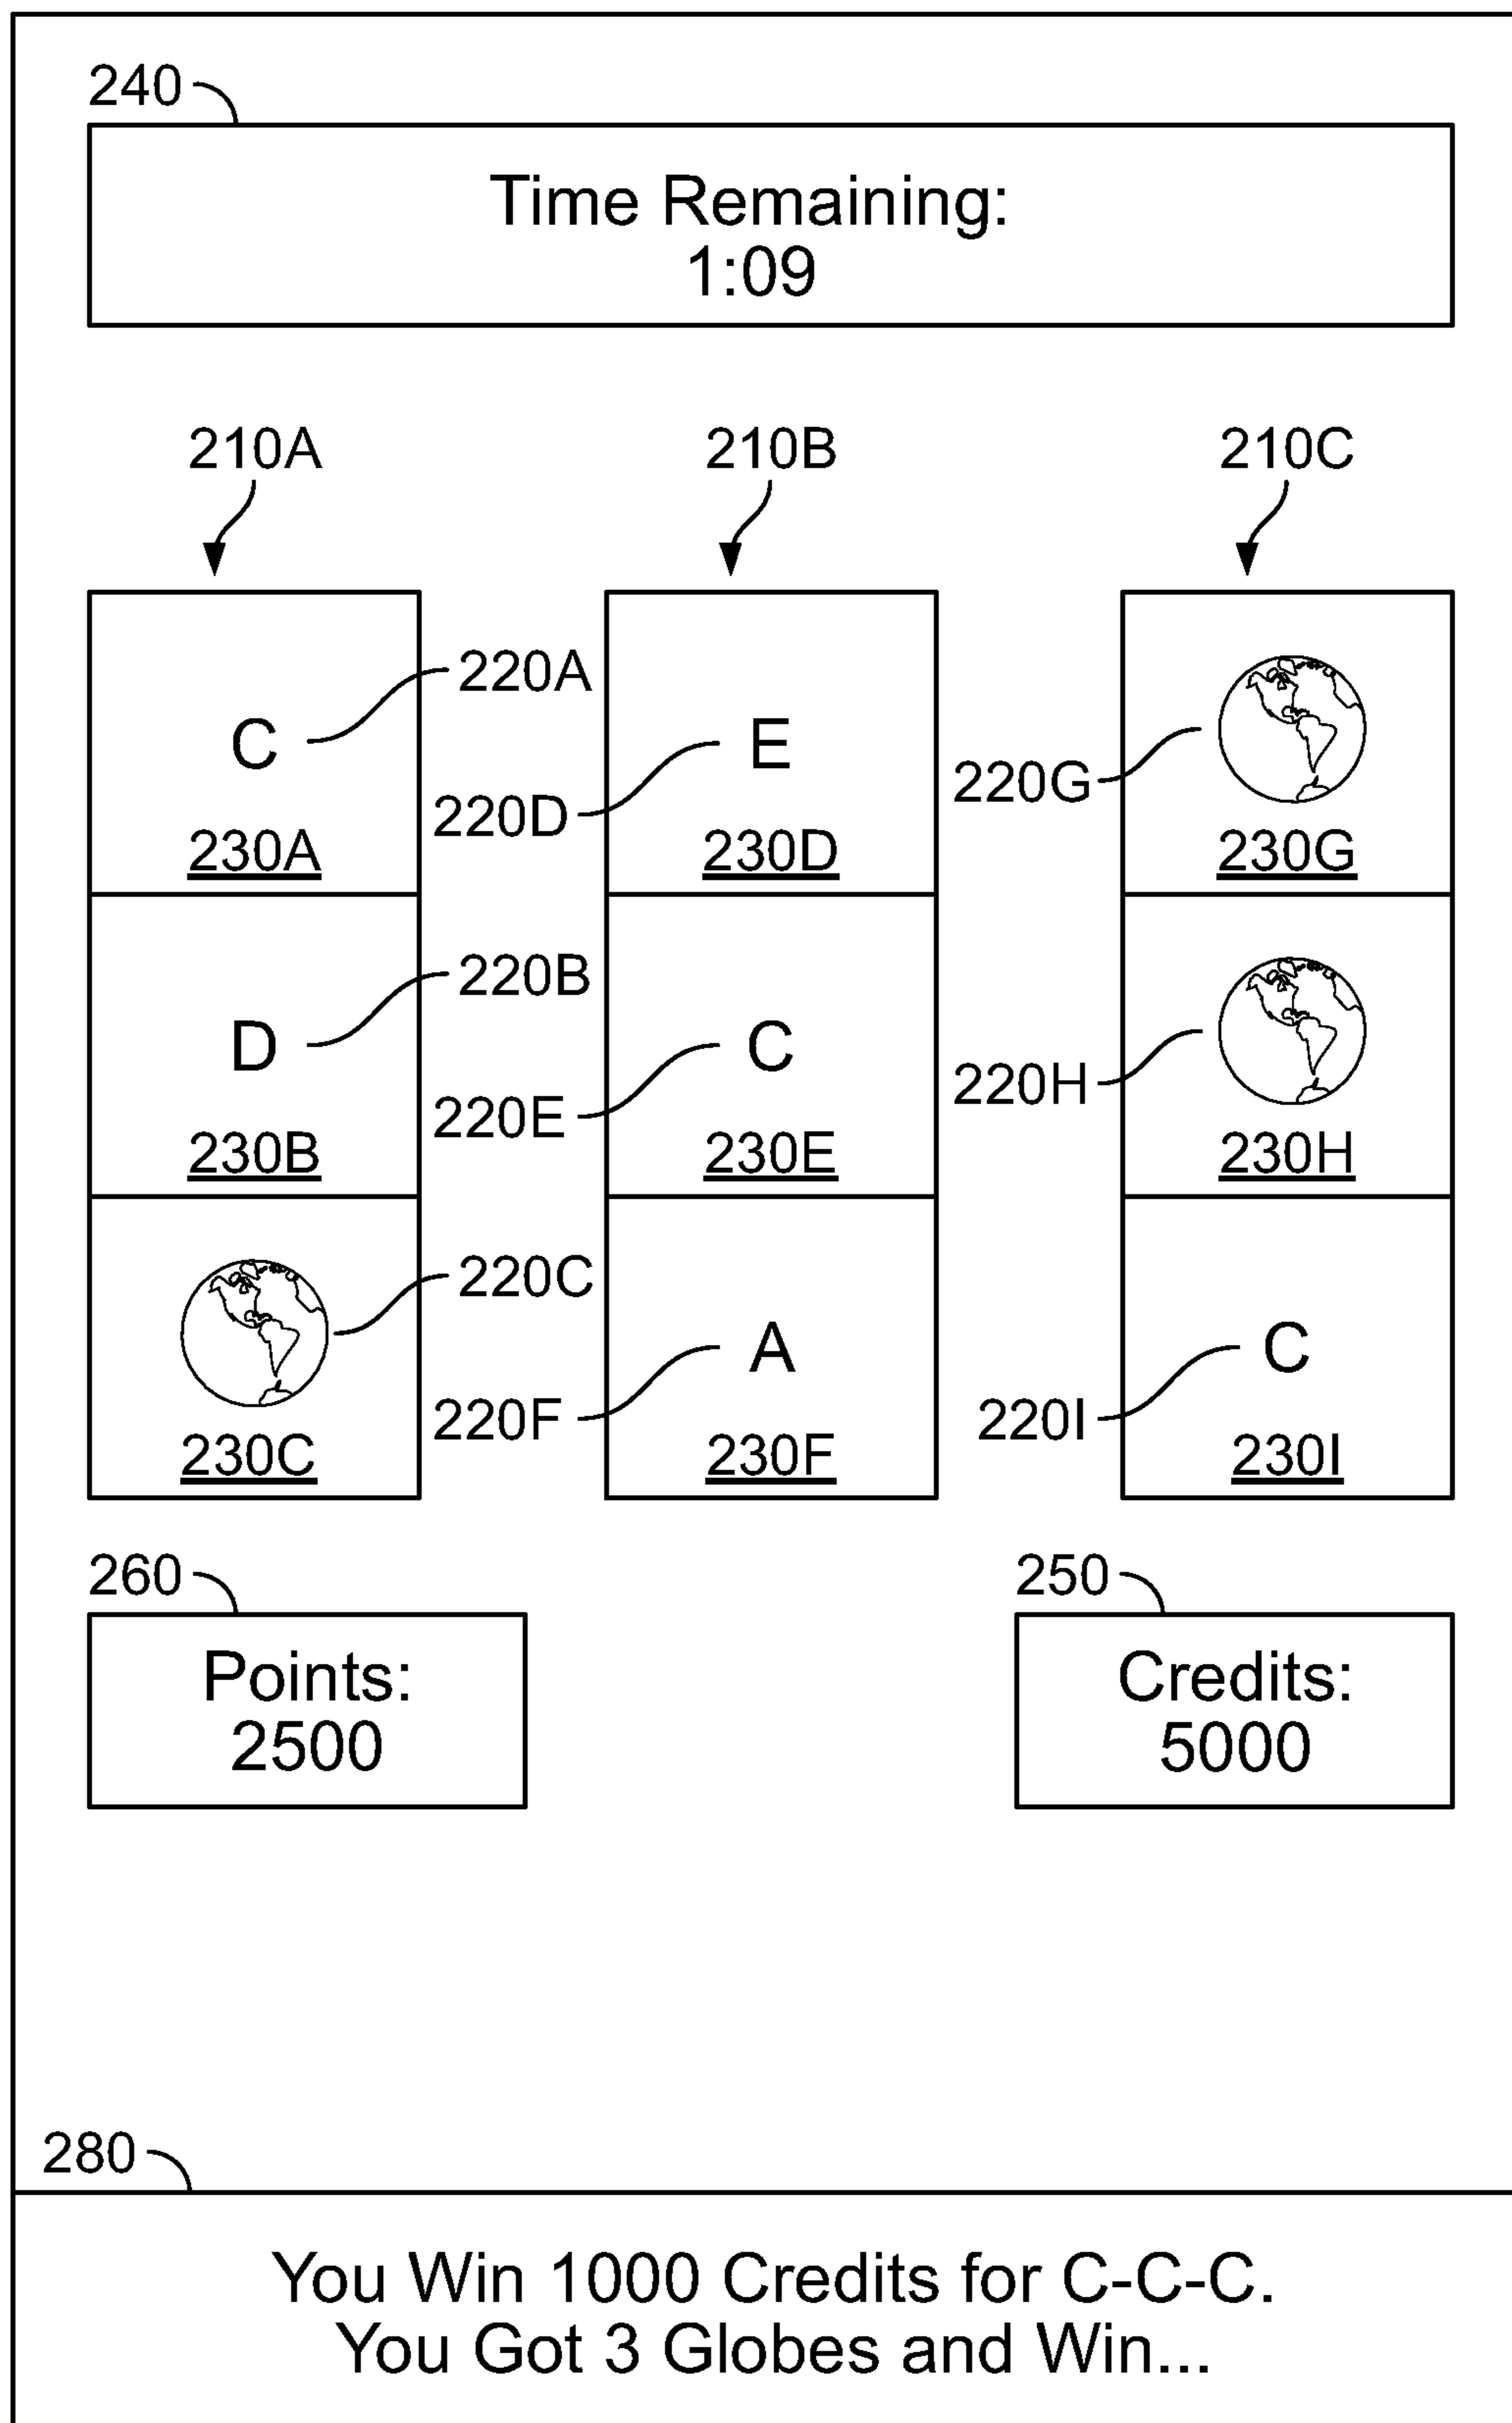 240
Time Remaining:
1:09
210A 210B 210C
220A
C E
220D 220G
230A 230D 230G
220B
D C
220E 220H
230B 230E 230H
220C
A C
220F 220I
230C 230F 230I
260 250
Points: Credits:
2500 5000
280
You Win 1000 Credits for C-C-C.
You Got 3 Globes and Win...